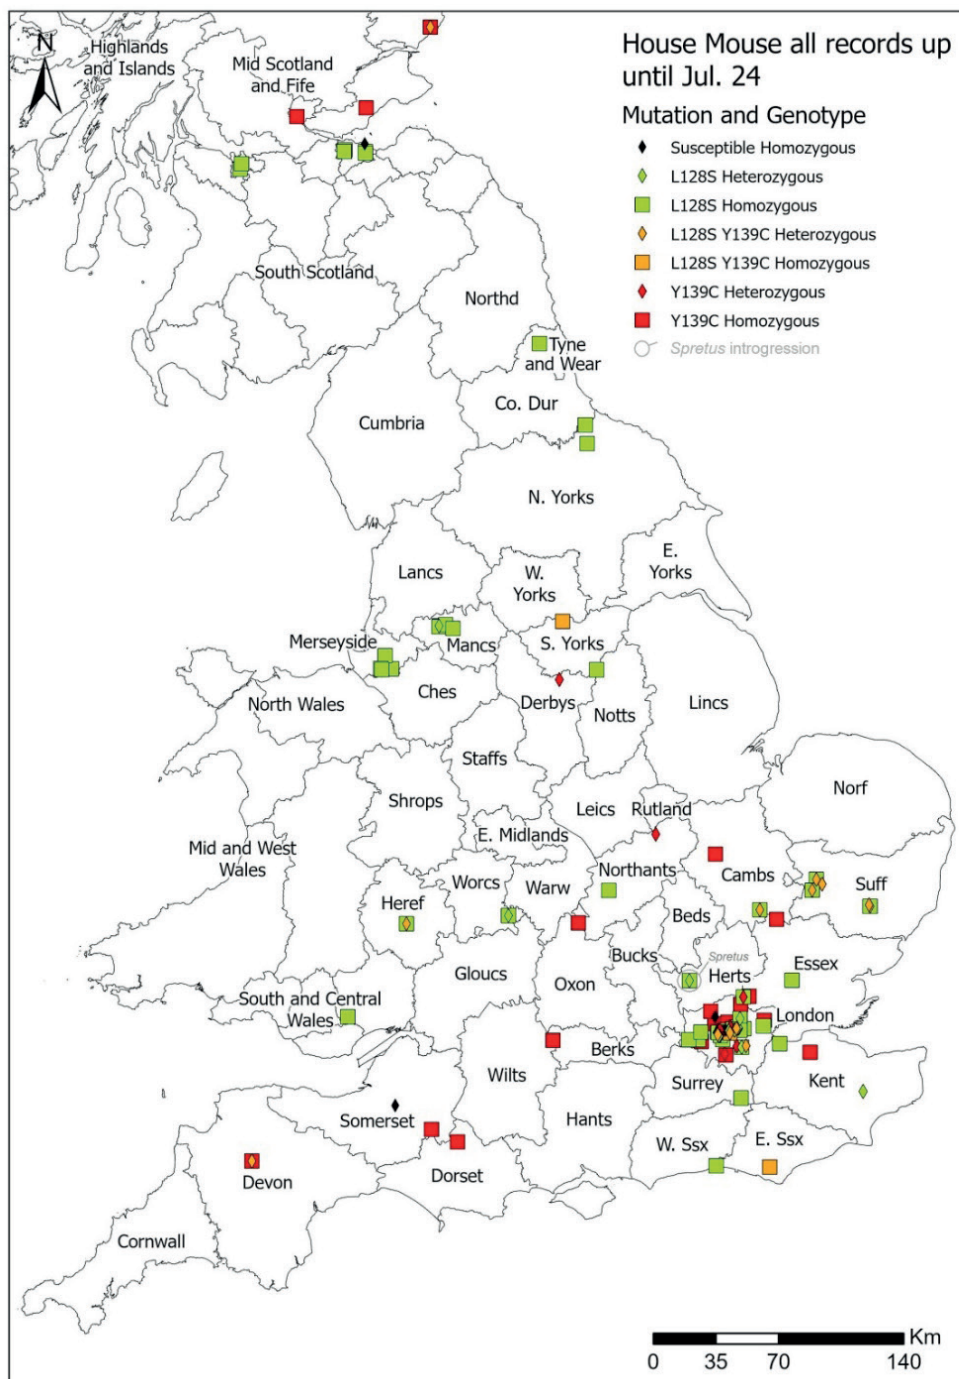 House Mouse all records up
until Jul. 24
Mutation and Genotype
Susceptible Homozygous
L128S Heterozygous
L128S Homozygous
L128S Y139C Heterozygous
L128S Y139C Homozygous
Y139C Heterozygous
Y139C Homozygous
Spretus introgression
N
Highlands
and Islands
Mid Scotland
and Fife
South Scotland
Northd
Tyne
and Wear
Co. Dur
Cumbria
N. Yorks
E.
Yorks
Lancs
W.
Yorks
Merseyside
Mancs
S. Yorks
North Wales
Ches
Derbys
Notts
Lincs
Staffs
Shrops
Leics
Rutland
Norf
E. Midlands
Mid and West
Wales
Northants
Cambs
Worcs
Warw
Suff
Heref
Beds
Bucks
Spretus
Herts
Essex
Gloucs
Oxon
South and Central
Wales
London
Berks
Wilts
Surrey
Kent
Somerset
Hants
W. Ssx
E. Ssx
Devon
Dorset
Cornwall
Km
0 35 70 140